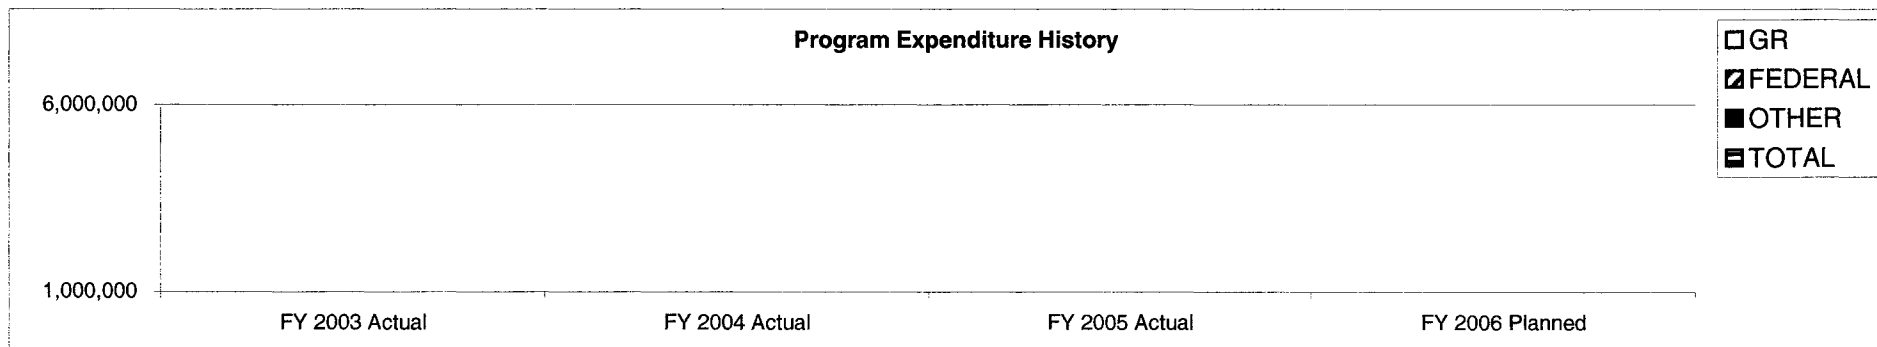 Program Expenditure History
GR
FEDERAL
OTHER
TOTAL
6,000,000
1,000,000
FY 2003 Actual
FY 2004 Actual
FY 2005 Actual
FY 2006 Planned